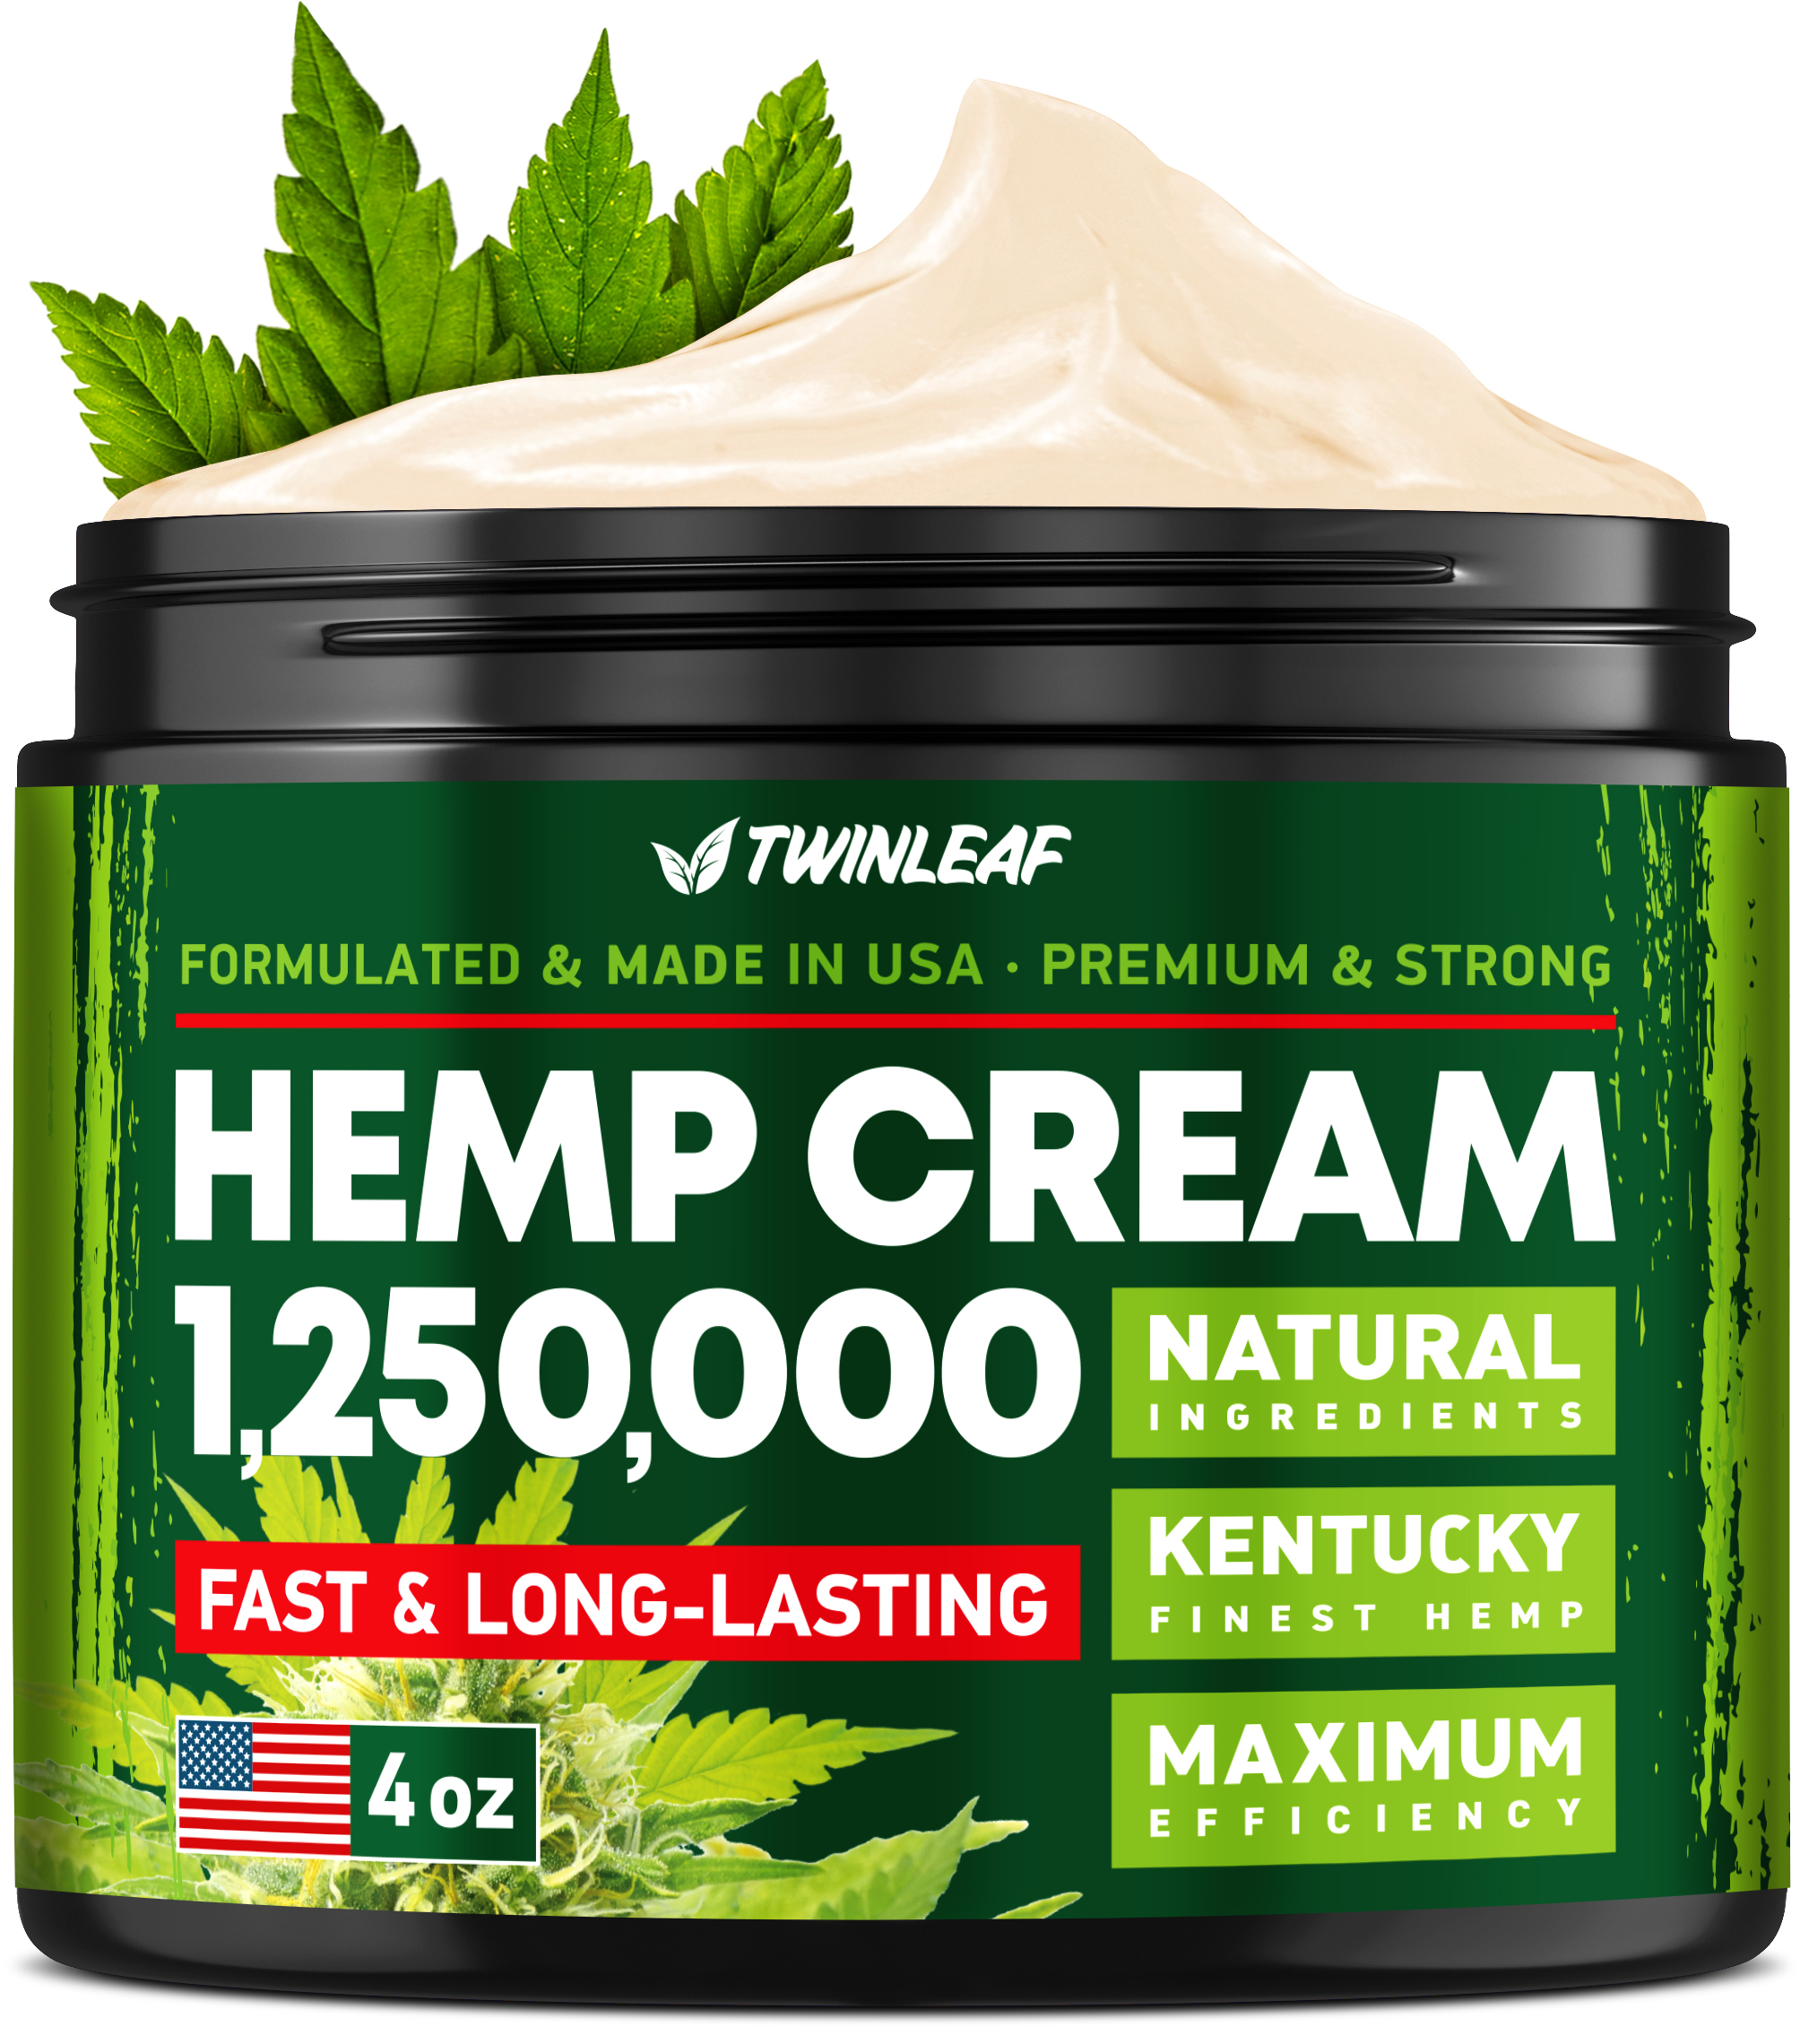 TWINLEAF
FORMULATED & MADE IN USA · PREMIUM & STRONG
HEMP CREAM
1,250,000
NATURAL
INGREDIENTS
KENTUCKY
FINEST HEMP
MAXIMUM
EFFICIENCY
FAST & LONG-LASTING
4 oz